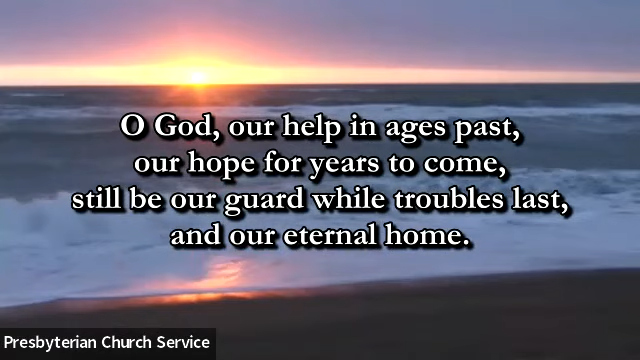 O God, our help in ages past,
our hope for years to come,
still be our guard while troubles last,
and our eternal home.
Presbyterian Church Service